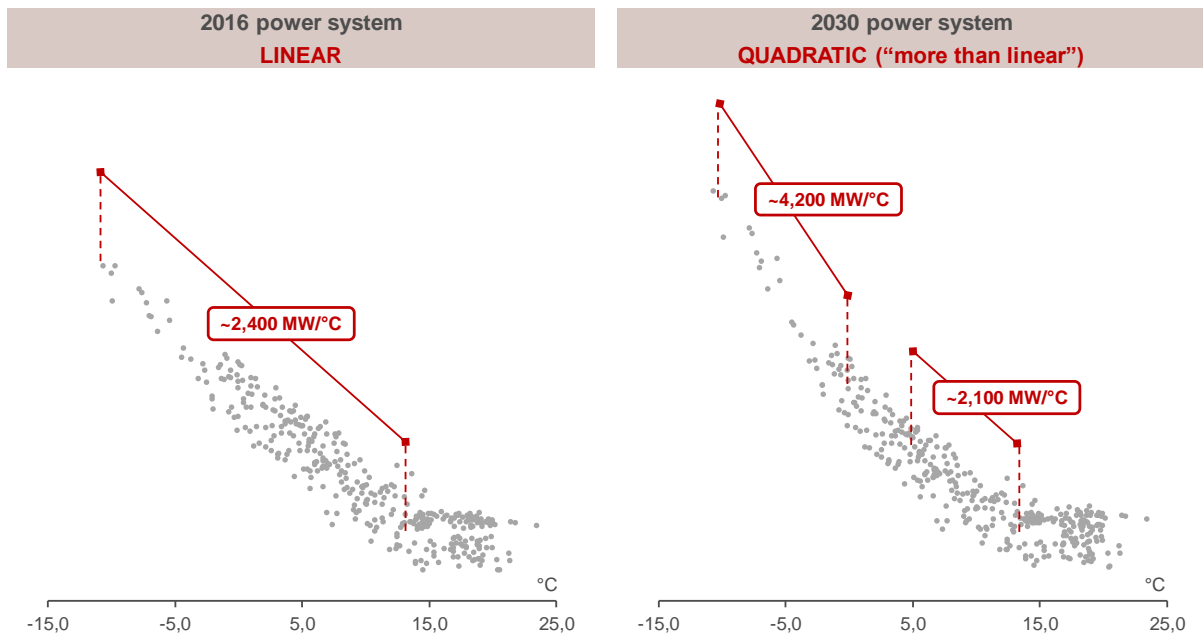 2016 power system
LINEAR
~2,400 MW/°C
°C
-15,0 -5,0 5,0 15,0 25,0
2030 power system
QUADRATIC (“more than linear”)
~4,200 MW/°C
~2,100 MW/°C
°C
-15,0 -5,0 5,0 15,0 25,0